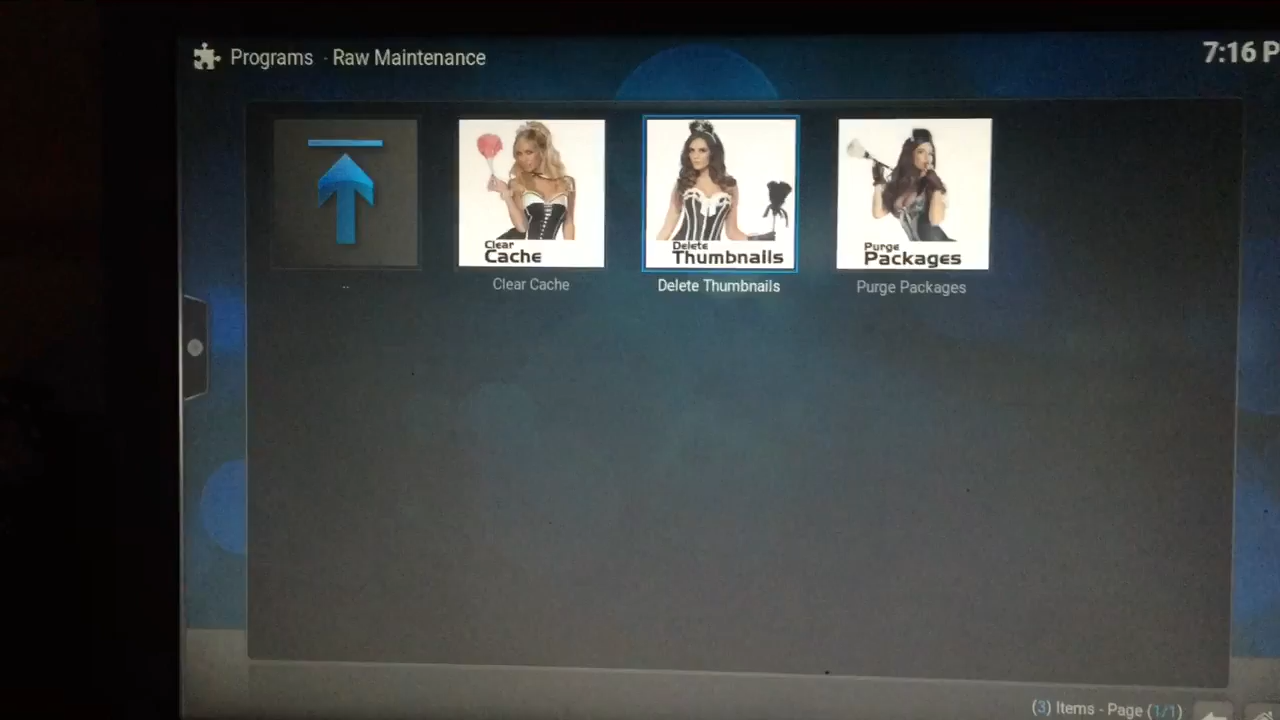 Programs - Raw Maintenance
7:16 P
Clear
Cache
Delete
Thumbnails
Purge
Packages
..
Clear Cache
Delete Thumbnails
Purge Packages
(3) Items - Page (1/1)